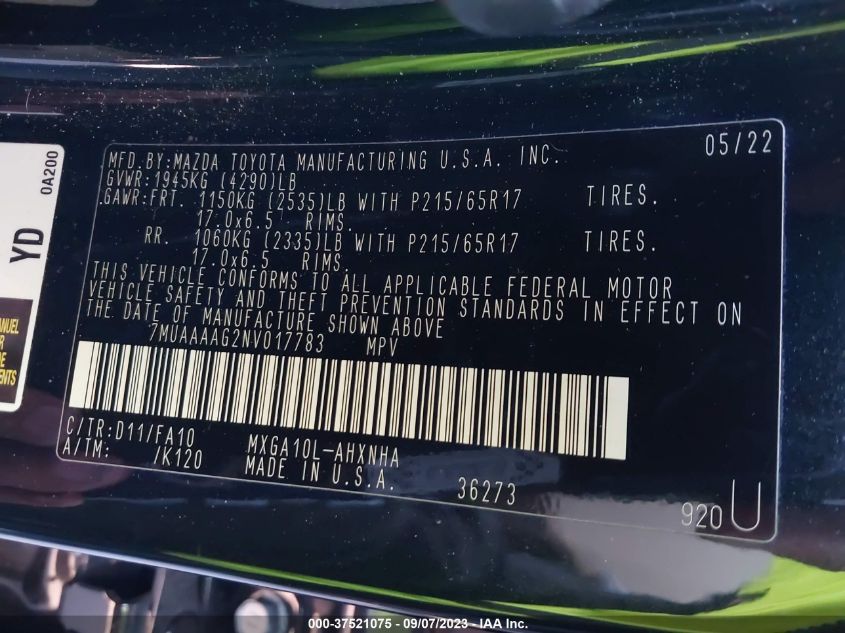 MFD. BY:MAZDA TOYOTA MANUFACTURING U.S.A. INC. 05/22
GVWR:1945KG (4290)LB
GAWR:FRT. 1150KG (2535)LB WITH P215/65R17 TIRES.
17.0x6.5 RIMS.
RR. 1060KG (2335)LB WITH P215/65R17 TIRES.
17.0x6.5 RIMS.
THIS VEHICLE CONFORMS TO ALL APPLICABLE FEDERAL MOTOR
VEHICLE SAFETY AND THEFT PREVENTION STANDARDS IN EFFECT ON
THE DATE OF MANUFACTURE SHOWN ABOVE
7MUAAAAG2NV017783 MPV
C/TR:D11/FA10 MXGA10L-AHXNHA
A/TM: /K120 MADE IN U.S.A. 36273
920 U
0A200
YD
ANUEL
R
DE
ENTS
000-37521075 - 09/07/2023 - IAA Inc.